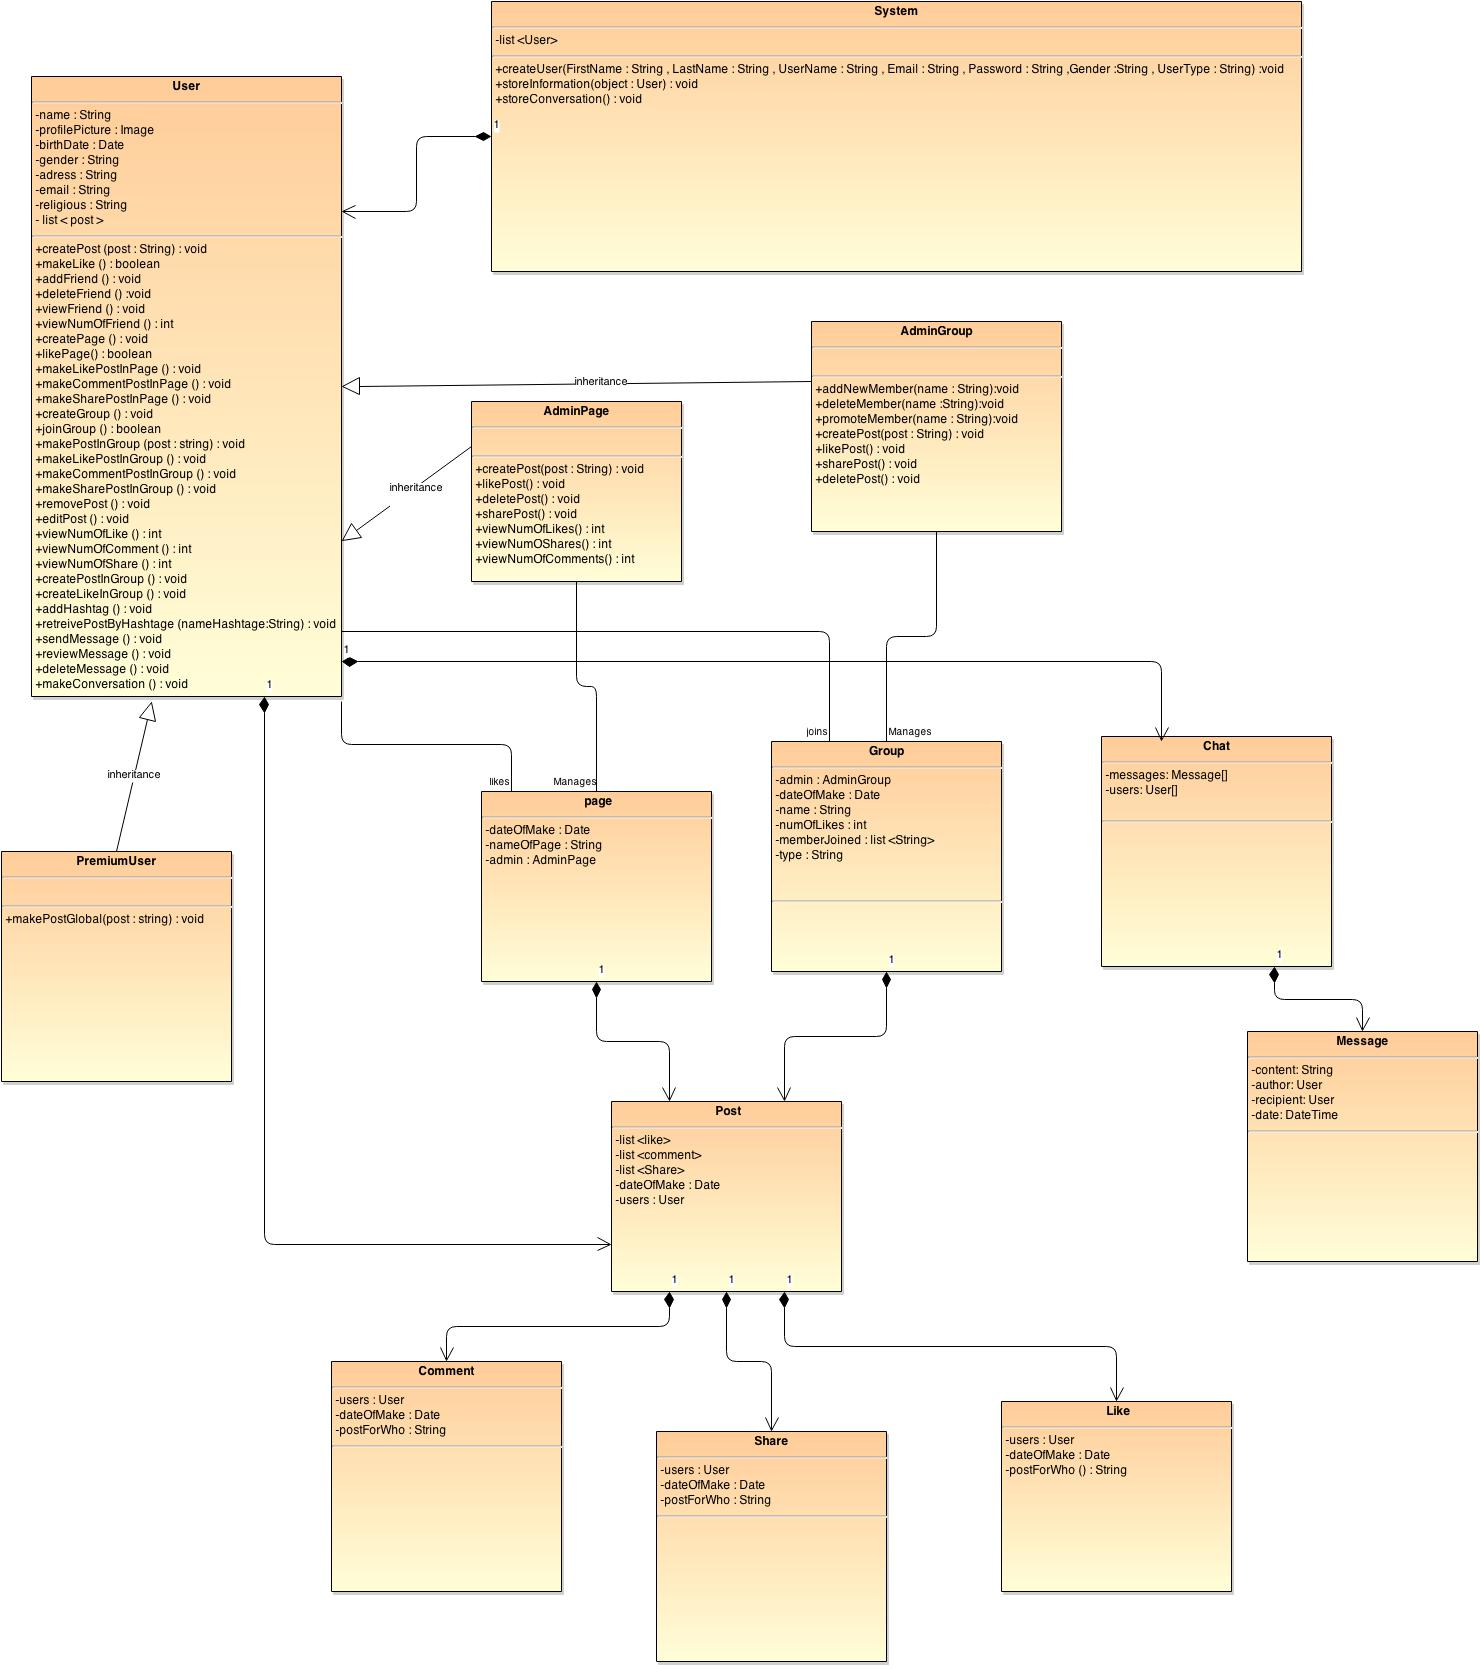 System
-list <User>
+createUser(FirstName : String , LastName : String , UserName : String , Email : String , Password : String ,Gender :String , UserType : String) :void
+storeInformation(object : User) : void
+storeConversation() : void
1
User
-name : String
-profilePicture : Image
-birthDate : Date
-gender : String
-adress : String
-email : String
-religious : String
- list < post >
+createPost (post : String) : void
+makeLike () : boolean
+addFriend () : void
+deleteFriend () :void
+viewFriend () : void
+viewNumOfFriend () : int
+createPage () : void
+likePage() : boolean
+makeLikePostInPage () : void
+makeCommentPostInPage () : void
+makeSharePostInPage () : void
+createGroup () : void
+joinGroup () : boolean
+makePostInGroup (post : string) : void
+makeLikePostInGroup () : void
+makeCommentPostInGroup () : void
+makeSharePostInGroup () : void
+removePost () : void
+editPost () : void
+viewNumOfLike () : int
+viewNumOfComment () : int
+viewNumOfShare () : int
+createPostInGroup () : void
+createLikeInGroup () : void
+addHashtag () : void
+retreivePostByHashtage (nameHashtage:String) : void
+sendMessage () : void
+reviewMessage () : void
+deleteMessage () : void
+makeConversation () : void
1
1
inheritance
AdminGroup
+addNewMember(name : String):void
+deleteMember(name :String):void
+promoteMember(name : String):void
+createPost(post : String) : void
+likePost() : void
+sharePost() : void
+deletePost() : void
inheritance
AdminPage
+createPost(post : String) : void
+likePost() : void
+deletePost() : void
+sharePost() : void
+viewNumOfLikes() : int
+viewNumOShares() : int
+viewNumOfComments() : int
inheritance
PremiumUser
+makePostGlobal(post : string) : void
likes
Manages
page
-dateOfMake : Date
-nameOfPage : String
-admin : AdminPage
1
joins
Manages
Group
-admin : AdminGroup
-dateOfMake : Date
-name : String
-numOfLikes : int
-memberJoined : list <String>
-type : String
1
Chat
-messages: Message[]
-users: User[]
1
Message
-content: String
-author: User
-recipient: User
-date: DateTime
Post
-list <like>
-list <comment>
-list <Share>
-dateOfMake : Date
-users : User
1
1
1
Comment
-users : User
-dateOfMake : Date
-postForWho : String
Share
-users : User
-dateOfMake : Date
-postForWho : String
Like
-users : User
-dateOfMake : Date
-postForWho () : String